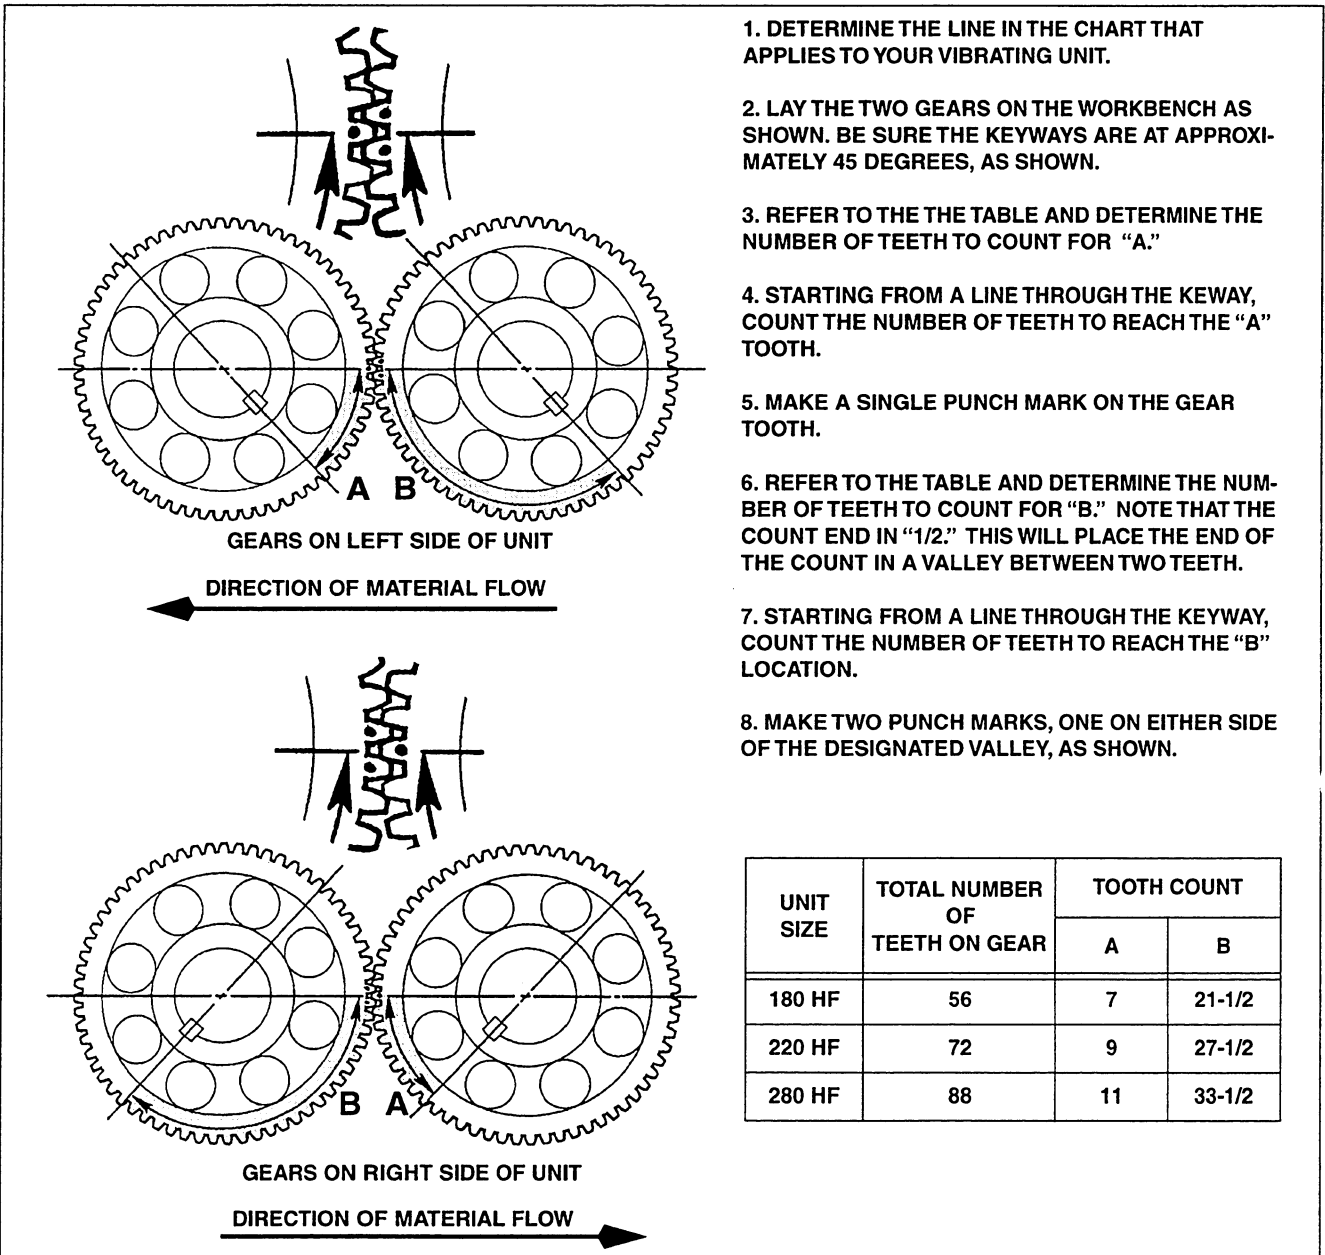 1. DETERMINE THE LINE IN THE CHART THAT
APPLIES TO YOUR VIBRATING UNIT.
2. LAY THE TWO GEARS ON THE WORKBENCH AS
SHOWN. BE SURE THE KEYWAYS ARE AT APPROXI-
MATELY 45 DEGREES, AS SHOWN.
3. REFER TO THE THE TABLE AND DETERMINE THE
NUMBER OF TEETH TO COUNT FOR “A.”
4. STARTING FROM A LINE THROUGH THE KEWAY,
COUNT THE NUMBER OF TEETH TO REACH THE “A”
TOOTH.
5. MAKE A SINGLE PUNCH MARK ON THE GEAR
TOOTH.
6. REFER TO THE TABLE AND DETERMINE THE NUM-
BER OF TEETH TO COUNT FOR “B.” NOTE THAT THE
COUNT END IN “1/2.” THIS WILL PLACE THE END OF
THE COUNT IN A VALLEY BETWEEN TWO TEETH.
7. STARTING FROM A LINE THROUGH THE KEYWAY,
COUNT THE NUMBER OF TEETH TO REACH THE “B”
LOCATION.
8. MAKE TWO PUNCH MARKS, ONE ON EITHER SIDE
OF THE DESIGNATED VALLEY, AS SHOWN.
A B
GEARS ON LEFT SIDE OF UNIT
DIRECTION OF MATERIAL FLOW
B A
GEARS ON RIGHT SIDE OF UNIT
DIRECTION OF MATERIAL FLOW
UNIT
SIZE
TOTAL NUMBER
OF
TEETH ON GEAR
TOOTH COUNT
A B
180 HF 56 7 21-1/2
220 HF 72 9 27-1/2
280 HF 88 11 33-1/2